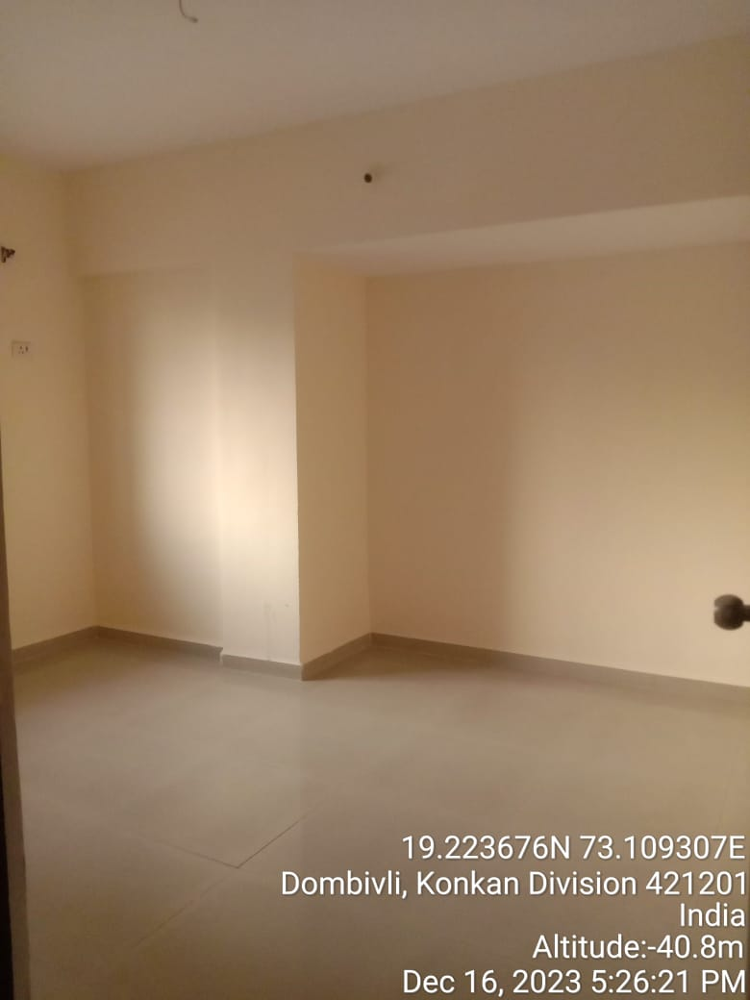 19.223676N 73.109307E
Dombivli, Konkan Division 421201
India
Altitude:-40.8m
Dec 16, 2023 5:26:21 PM